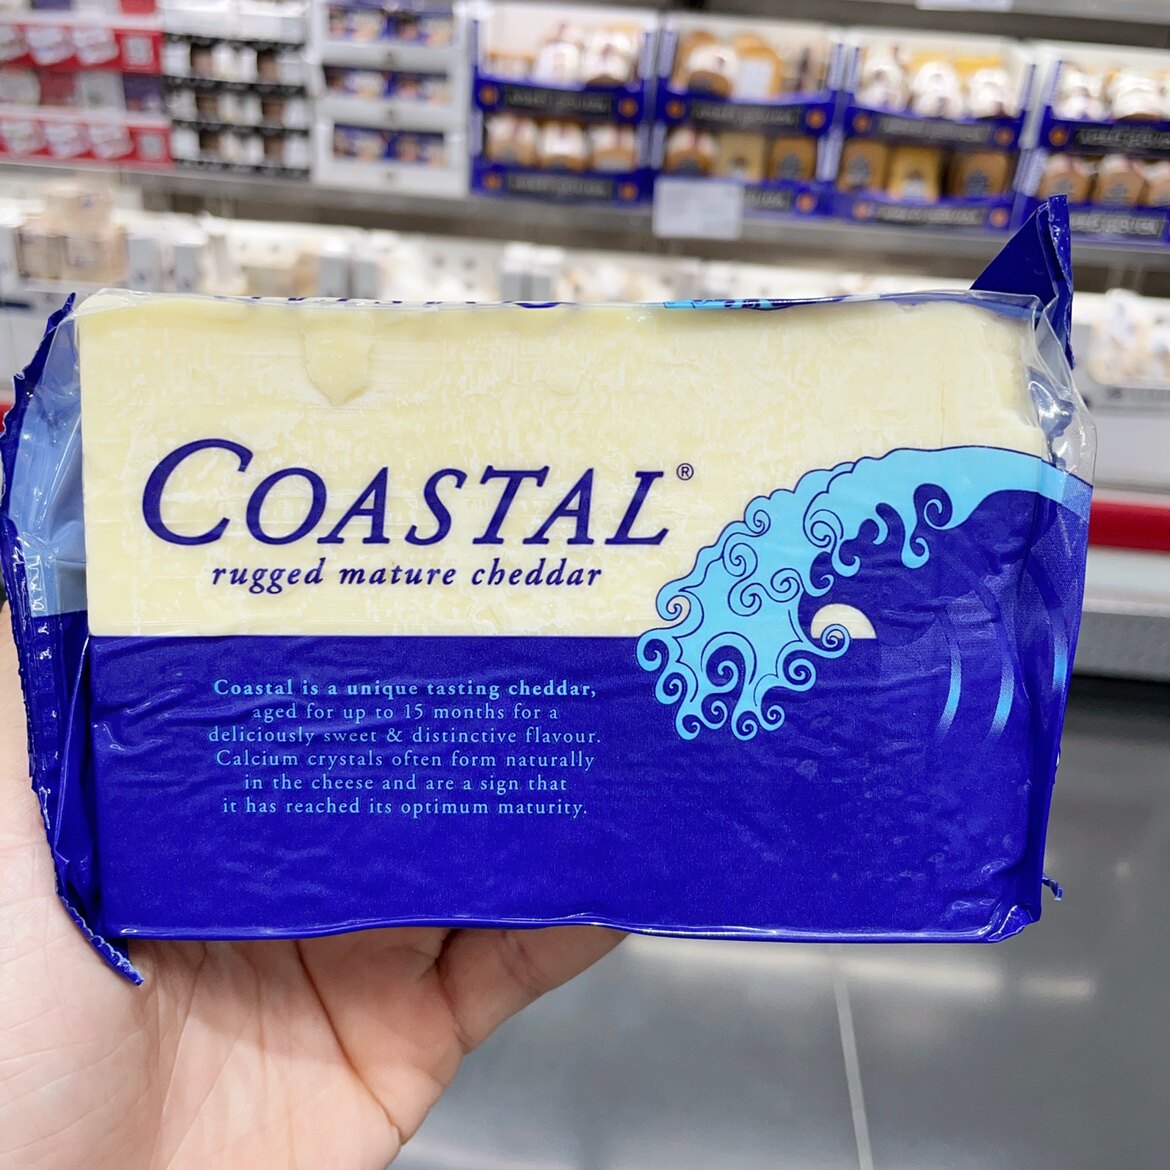 COASTAL®
rugged mature cheddar
Coastal is a unique tasting cheddar,
aged for up to 15 months for a
deliciously sweet & distinctive flavour.
Calcium crystals often form naturally
in the cheese and are a sign that
it has reached its optimum maturity.